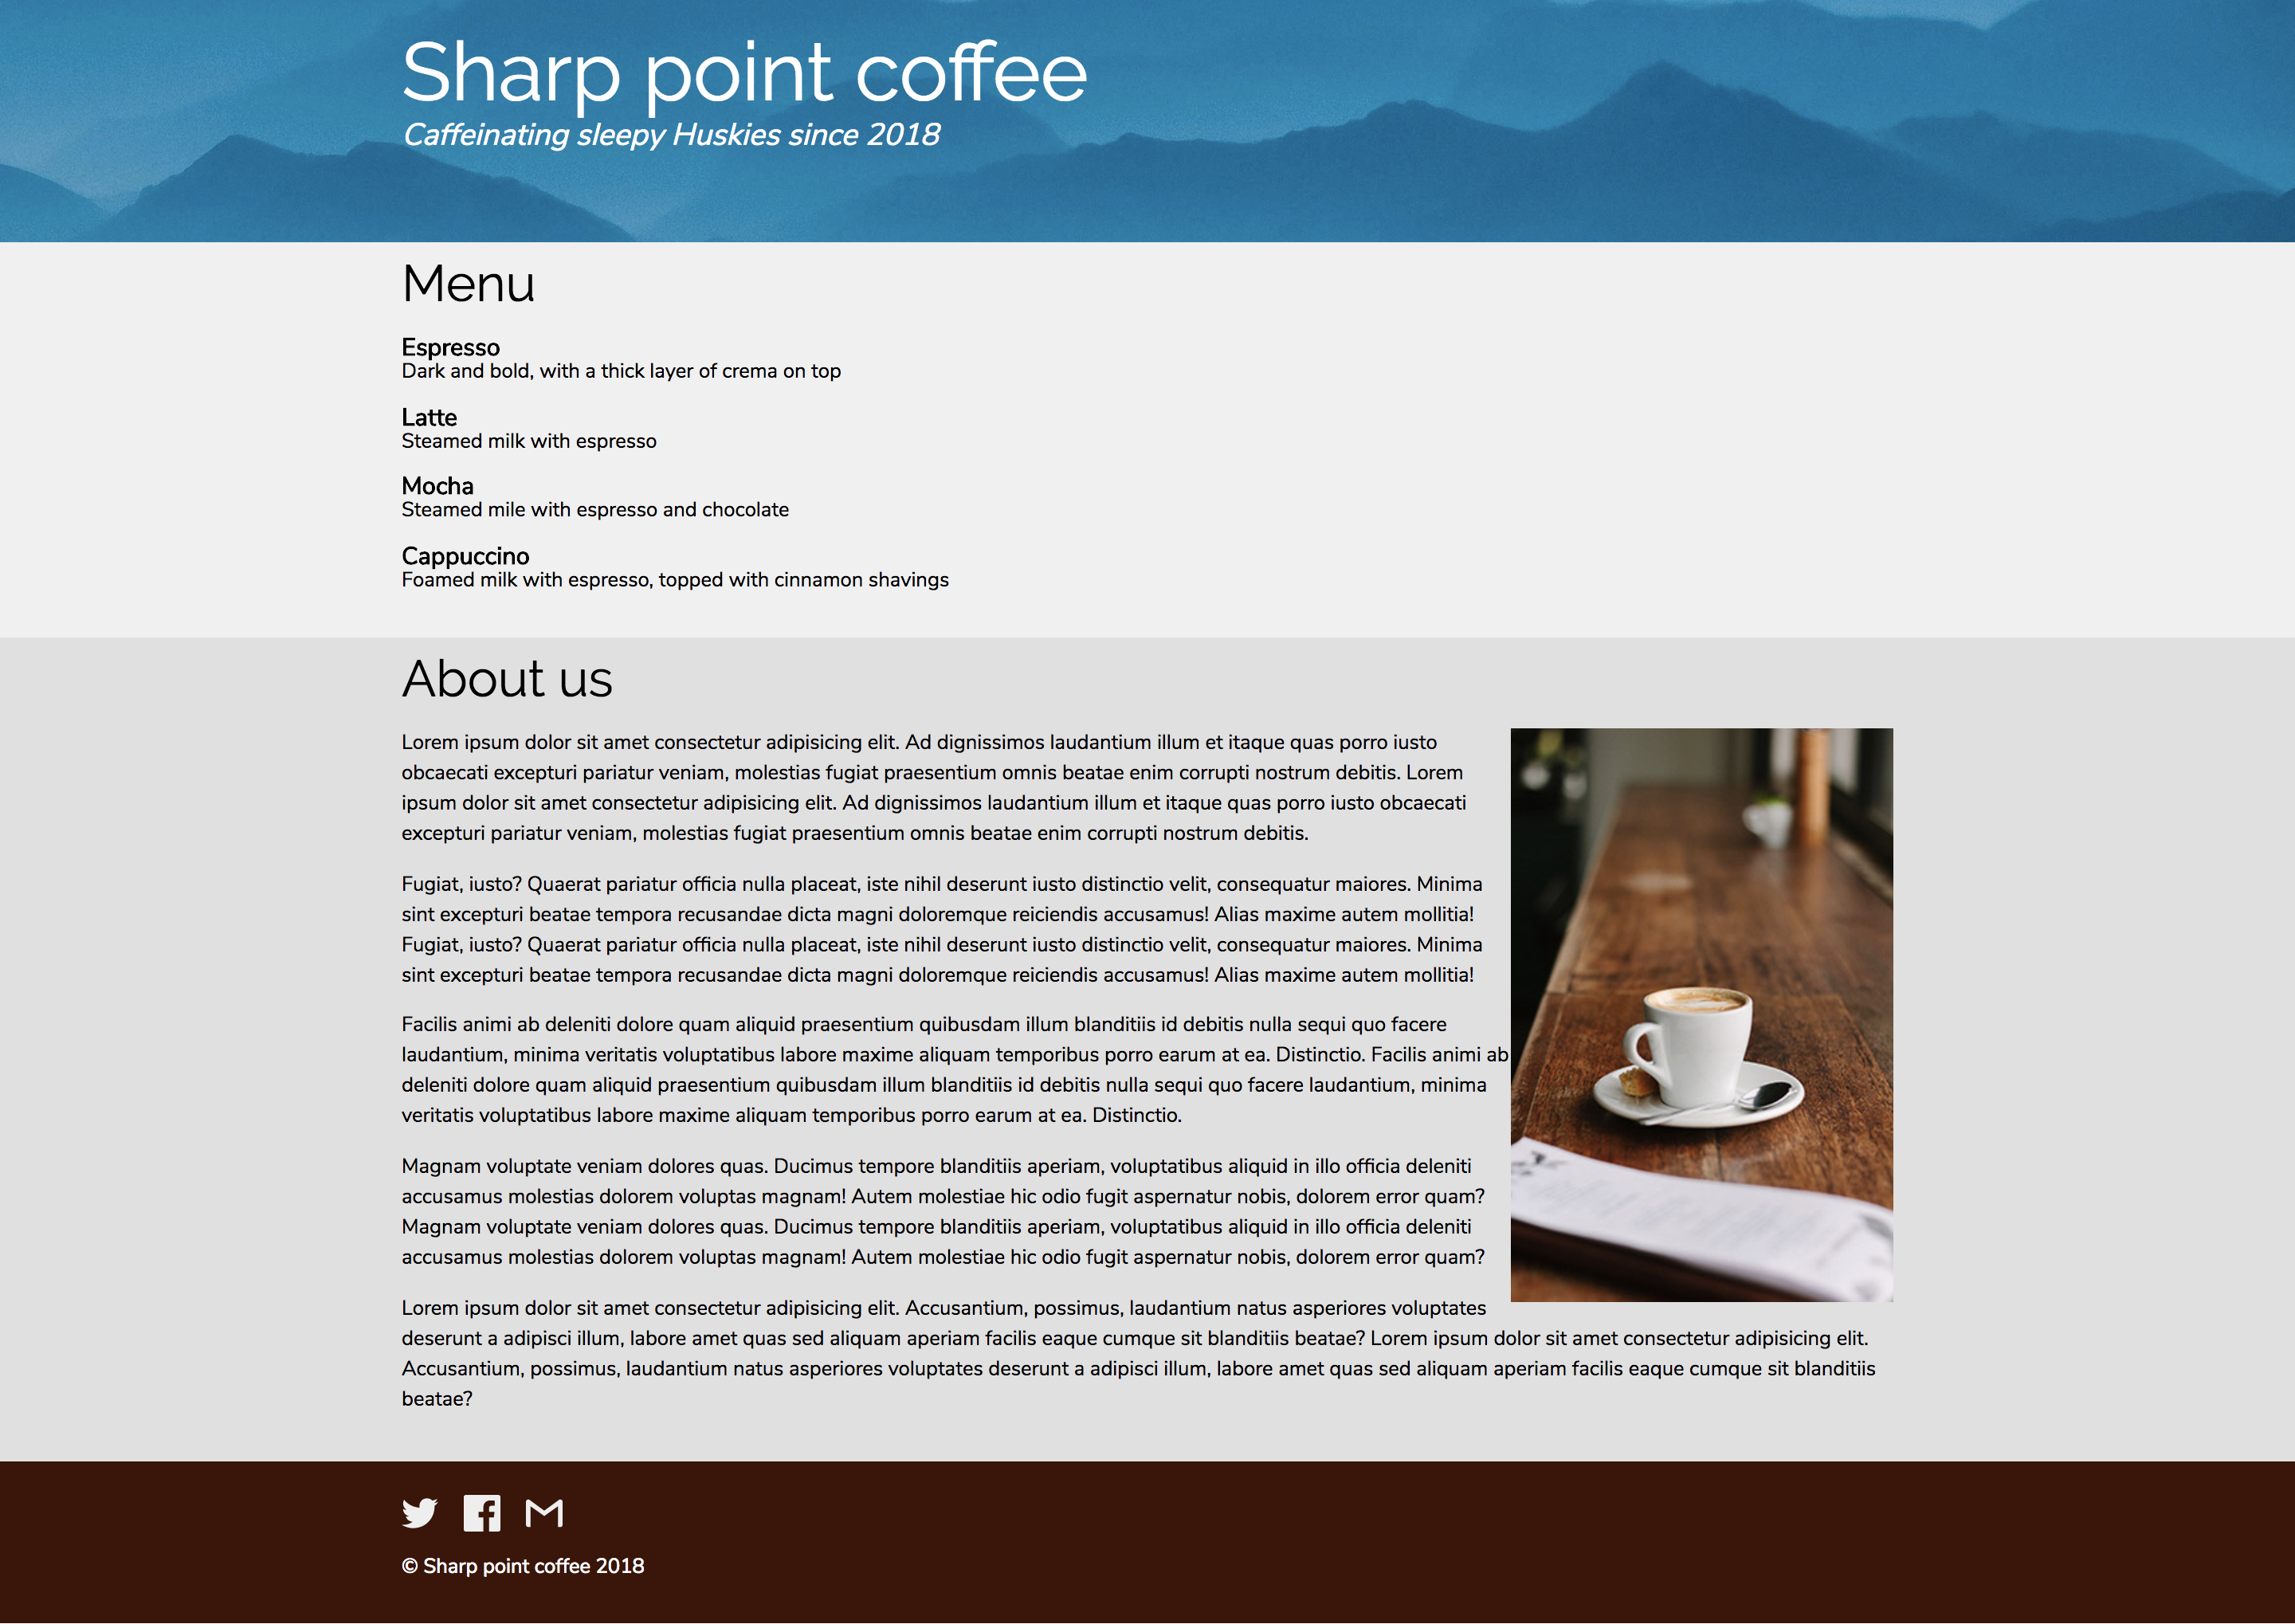 Sharp point coffee
Caffeinating sleepy Huskies since 2018
Menu
Espresso
Dark and bold, with a thick layer of crema on top
Latte
Steamed milk with espresso
Mocha
Steamed mile with espresso and chocolate
Cappuccino
Foamed milk with espresso, topped with cinnamon shavings
About us
Lorem ipsum dolor sit amet consectetur adipisicing elit. Ad dignissimos laudantium illum et itaque quas porro iusto
obcaecati excepturi pariatur veniam, molestias fugiat praesentium omnis beatae enim corrupti nostrum debitis. Lorem
ipsum dolor sit amet consectetur adipisicing elit. Ad dignissimos laudantium illum et itaque quas porro iusto obcaecati
excepturi pariatur veniam, molestias fugiat praesentium omnis beatae enim corrupti nostrum debitis.
Fugiat, iusto? Quaerat pariatur officia nulla placeat, iste nihil deserunt iusto distinctio velit, consequatur maiores. Minima
sint excepturi beatae tempora recusandae dicta magni doloremque reiciendis accusamus! Alias maxime autem mollitia!
Fugiat, iusto? Quaerat pariatur officia nulla placeat, iste nihil deserunt iusto distinctio velit, consequatur maiores. Minima
sint excepturi beatae tempora recusandae dicta magni doloremque reiciendis accusamus! Alias maxime autem mollitia!
Facilis animi ab deleniti dolore quam aliquid praesentium quibusdam illum blanditiis id debitis nulla sequi quo facere
laudantium, minima veritatis voluptatibus labore maxime aliquam temporibus porro earum at ea. Distinctio. Facilis animi ab
deleniti dolore quam aliquid praesentium quibusdam illum blanditiis id debitis nulla sequi quo facere laudantium, minima
veritatis voluptatibus labore maxime aliquam temporibus porro earum at ea. Distinctio.
Magnam voluptate veniam dolores quas. Ducimus tempore blanditiis aperiam, voluptatibus aliquid in illo officia deleniti
accusamus molestias dolorem voluptas magnam! Autem molestiae hic odio fugit aspernatur nobis, dolorem error quam?
Magnam voluptate veniam dolores quas. Ducimus tempore blanditiis aperiam, voluptatibus aliquid in illo officia deleniti
accusamus molestias dolorem voluptas magnam! Autem molestiae hic odio fugit aspernatur nobis, dolorem error quam?
Lorem ipsum dolor sit amet consectetur adipisicing elit. Accusantium, possimus, laudantium natus asperiores voluptates
deserunt a adipisci illum, labore amet quas sed aliquam aperiam facilis eaque cumque sit blanditiis beatae? Lorem ipsum dolor sit amet consectetur adipisicing elit.
Accusantium, possimus, laudantium natus asperiores voluptates deserunt a adipisci illum, labore amet quas sed aliquam aperiam facilis eaque cumque sit blanditiis
beatae?
© Sharp point coffee 2018